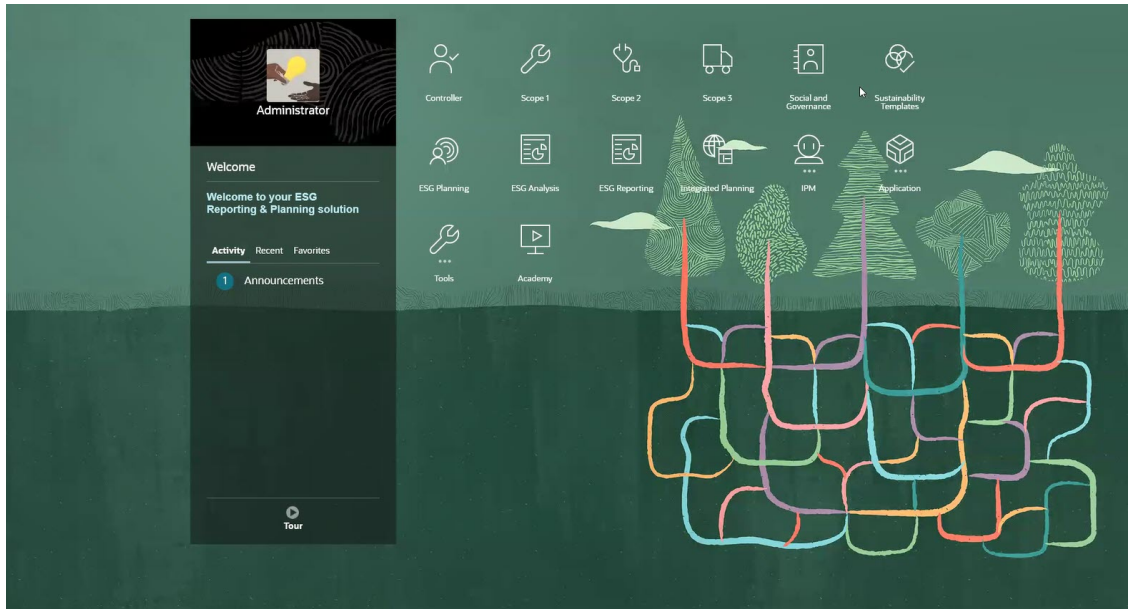 Administrator
Welcome
Welcome to your ESG
Reporting & Planning solution
Activity Recent Favorites
1 Announcements
Tour
Controller
Scope 1
Scope 2
Scope 3
Social and
Governance
Sustainability
Templates
ESG Planning
ESG Analysis
ESG Reporting
Integrated Planning
IPM
Application
Tools
Academy